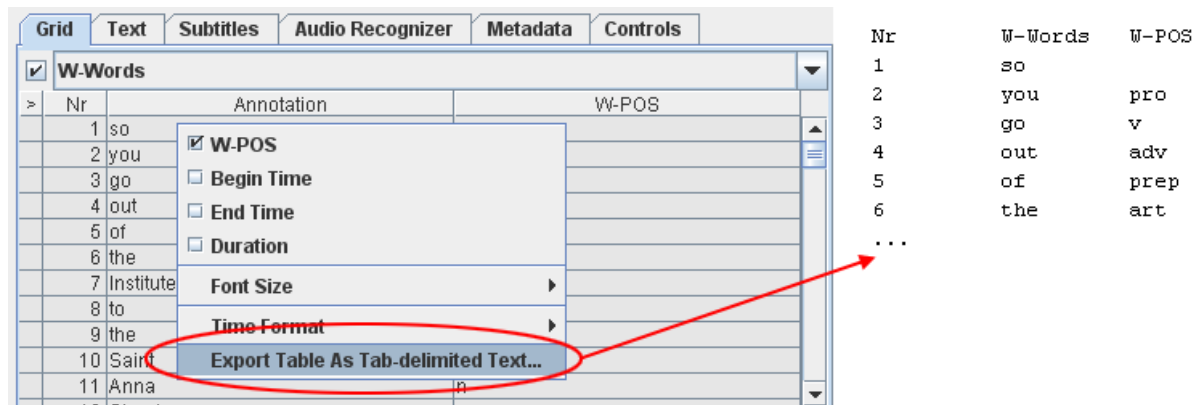 Grid Text Subtitles Audio Recognizer Metadata Controls
W-Words
> Nr Annotation W-POS
1 so
2 you
3 go
4 out
5 of
6 the
7 Institute
8 to
9 the
10 Saint
11 Anna n
W-POS
Begin Time
End Time
Duration
Font Size
Time Format
Export Table As Tab-delimited Text...
Nr W-Words W-POS
1 so
2 you pro
3 go v
4 out adv
5 of prep
6 the art
...